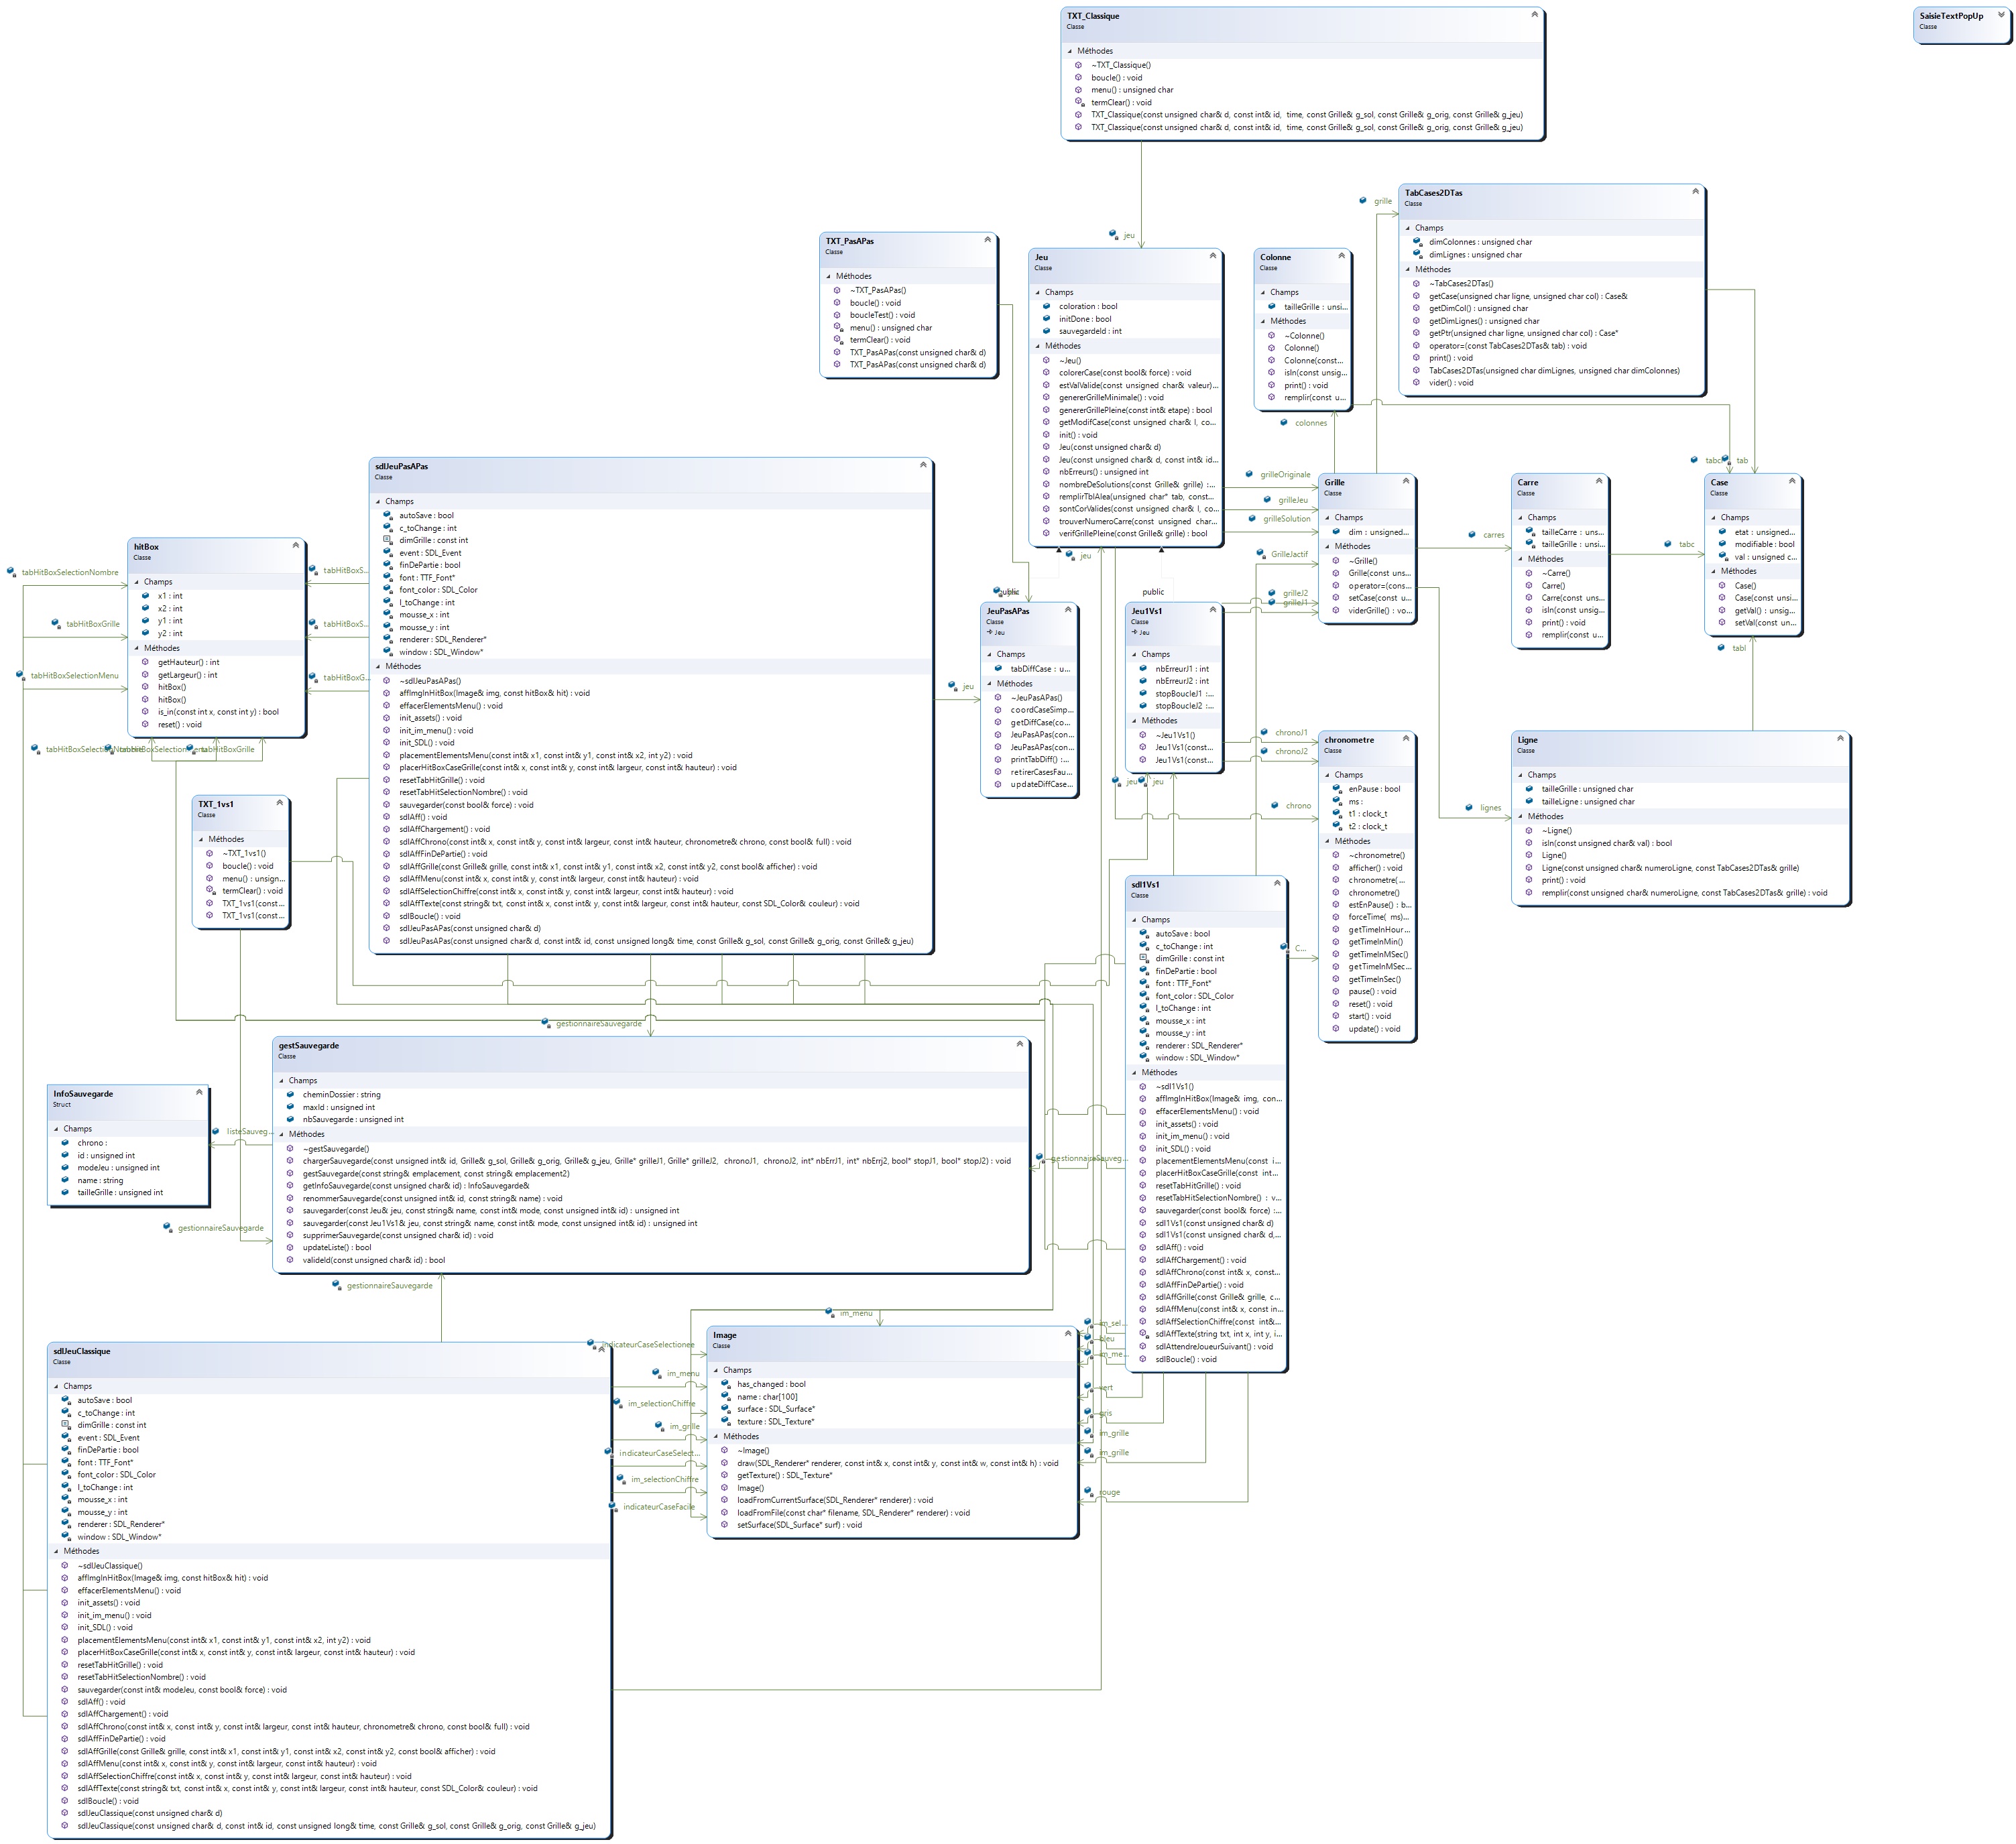 TXT_Classique
Classe
Méthodes
~TXT_Classique()
boucle() : void
menu() : unsigned char
termClear() : void
TXT_Classique(const unsigned char& d, const int& id,  time, const Grille& g_sol, const Grille& g_orig, const Grille& g_jeu)
TXT_Classique(const unsigned char& d, const int& id,  time, const Grille& g_sol, const Grille& g_orig, const Grille& g_jeu)
SaisieTextPopUp
Classe
jeu
TXT_PasAPas
Classe
Méthodes
~TXT_PasAPas()
boucle() : void
boucleTest() : void
menu() : unsigned char
termClear() : void
TXT_PasAPas(const unsigned char& d)
TXT_PasAPas(const unsigned char& d)
Jeu
Classe
Champs
coloration : bool
initDone : bool
sauvegardeId : int
Méthodes
~Jeu()
colorerCase(const bool& force) : void
estValValide(const unsigned char& valeur)...
genererGrilleMinimale() : void
genererGrillePleine(const int& etape) : bool
getModifCase(const unsigned char& l, co...
init() : void
Jeu(const unsigned char& d)
Jeu(const unsigned char& d, const int& id...
nbErreurs() : unsigned int
nombreDeSolutions(const Grille& grille) :...
remplirTblAlea(unsigned char* tab, const...
sontCorValides(const unsigned char& l, co...
trouverNumeroCarre(const unsigned char...
verifGrillePleine(const Grille& grille) : bool
Colonne
Classe
Champs
tailleGrille : unsi...
Méthodes
~Colonne()
Colonne()
Colonne(const...
isIn(const unsig...
print() : void
remplir(const u...
grille
TabCases2DTas
Classe
Champs
dimColonnes : unsigned char
dimLignes : unsigned char
Méthodes
~TabCases2DTas()
getCase(unsigned char ligne, unsigned char col) : Case&
getDimCol() : unsigned char
getDimLignes() : unsigned char
getPtr(unsigned char ligne, unsigned char col) : Case*
operator=(const TabCases2DTas& tab) : void
print() : void
TabCases2DTas(unsigned char dimLignes, unsigned char dimColonnes)
vider() : void
colonnes
tab
grilleOriginale
grilleJeu
grilleSolution
GrilleJactif
grilleJ2
grilleJ1
Grille
Classe
Champs
dim : unsigned...
Méthodes
~Grille()
Grille(const uns...
operator=(cons...
setCase(const u...
viderGrille() : vo...
carres
Carre
Classe
Champs
tailleCarre : uns...
tailleGrille : unsi...
Méthodes
~Carre()
Carre()
Carre(const uns...
isIn(const unsig...
print() : void
remplir(const u...
tabc
Case
Classe
Champs
etat : unsigned...
modifiable : bool
val : unsigned c...
Méthodes
Case()
Case(const unsi...
getVal() : unsig...
setVal(const un...
tabl
sdlJeuPasAPas
Classe
Champs
autoSave : bool
c_toChange : int
dimGrille : const int
event : SDL_Event
finDePartie : bool
font : TTF_Font*
font_color : SDL_Color
l_toChange : int
mousse_x : int
mousse_y : int
renderer : SDL_Renderer*
window : SDL_Window*
Méthodes
~sdlJeuPasAPas()
affImgInHitBox(Image& img, const hitBox& hit) : void
effacerElementsMenu() : void
init_assets() : void
init_im_menu() : void
init_SDL() : void
placementElementsMenu(const int& x1, const int& y1, const int& x2, int y2) : void
placerHitBoxCaseGrille(const int& x, const int& y, const int& largeur, const int& hauteur) : void
resetTabHitGrille() : void
resetTabHitSelectionNombre() : void
sauvegarder(const bool& force) : void
sdlAff() : void
sdlAffChargement() : void
sdlAffChrono(const int& x, const int& y, const int& largeur, const int& hauteur, chronometre& chrono, const bool& full) : void
sdlAffFinDePartie() : void
sdlAffGrille(const Grille& grille, const int& x1, const int& y1, const int& x2, const int& y2, const bool& afficher) : void
sdlAffMenu(const int& x, const int& y, const int& largeur, const int& hauteur) : void
sdlAffSelectionChiffre(const int& x, const int& y, const int& largeur, const int& hauteur) : void
sdlAffTexte(const string& txt, const int& x, const int& y, const int& largeur, const int& hauteur, const SDL_Color& couleur) : void
sdlBoucle() : void
sdlJeuPasAPas(const unsigned char& d)
sdlJeuPasAPas(const unsigned char& d, const int& id, const unsigned long& time, const Grille& g_sol, const Grille& g_orig, const Grille& g_jeu)
hitBox
Classe
Champs
x1 : int
x2 : int
y1 : int
y2 : int
Méthodes
getHauteur() : int
getLargeur() : int
hitBox()
hitBox()
is_in(const int x, const int y) : bool
reset() : void
tabHitBoxSelectionNombre
tabHitBoxGrille
tabHitBoxSelectionMenu
tabHitBoxS...
tabHitBoxS...
tabHitBoxG...
tabHitBoxGrille
jeu
jeu
public
JeuPasAPas
Classe
Jeu
Champs
tabDiffCase : u...
Méthodes
~JeuPasAPas()
coordCaseSimp...
getDiffCase(co...
JeuPasAPas(con...
JeuPasAPas(con...
printTabDiff() :...
retirerCasesFau...
updateDiffCase...
Jeu1Vs1
Classe
Jeu
Champs
nbErreurJ1 : int
nbErreurJ2 : int
stopBoucleJ1 :...
stopBoucleJ2 :...
Méthodes
~Jeu1Vs1()
Jeu1Vs1(const...
Jeu1Vs1(const...
chronoJ1
chronoJ2
chrono
jeu
jeu
chronometre
Classe
Champs
enPause : bool
ms :
t1 : clock_t
t2 : clock_t
Méthodes
~chronometre()
afficher() : void
chronometre(...
chronometre()
estEnPause() : b...
forceTime( ms)...
getTimeInHour...
getTimeInMin()
getTimeInMSec()
getTimeInMSec...
getTimeInSec()
pause() : void
reset() : void
start() : void
update() : void
lignes
Ligne
Classe
Champs
tailleGrille : unsigned char
tailleLigne : unsigned char
Méthodes
~Ligne()
isIn(const unsigned char& val) : bool
Ligne()
Ligne(const unsigned char& numeroLigne, const TabCases2DTas& grille)
print() : void
remplir(const unsigned char& numeroLigne, const TabCases2DTas& grille) : void
TXT_1vs1
Classe
Méthodes
~TXT_1vs1()
boucle() : void
menu() : unsign...
termClear() : void
TXT_1vs1(const...
TXT_1vs1(const...
sdl1Vs1
Classe
Champs
autoSave : bool
c_toChange : int
dimGrille : const int
finDePartie : bool
font : TTF_Font*
font_color : SDL_Color
l_toChange : int
mousse_x : int
mousse_y : int
renderer : SDL_Renderer*
window : SDL_Window*
Méthodes
~sdl1Vs1()
affImgInHitBox(Image& img, con...
effacerElementsMenu() : void
init_assets() : void
init_im_menu() : void
init_SDL() : void
placementElementsMenu(const i...
placerHitBoxCaseGrille(const int...
resetTabHitGrille() : void
resetTabHitSelectionNombre() : v...
sauvegarder(const bool& force) :...
sdl1Vs1(const unsigned char& d)
sdl1Vs1(const unsigned char& d,...
sdlAff() : void
sdlAffChargement() : void
sdlAffChrono(const int& x, const...
sdlAffFinDePartie() : void
sdlAffGrille(const Grille& grille, c...
sdlAffMenu(const int& x, const in...
sdlAffSelectionChiffre(const int&...
sdlAffTexte(string txt, int x, int y, i...
sdlAttendreJoueurSuivant() : void
sdlBoucle() : void
C...
gestionnaireSauvegarde
gestSauvegarde
Classe
Champs
cheminDossier : string
maxId : unsigned int
nbSauvegarde : unsigned int
Méthodes
~gestSauvegarde()
chargerSauvegarde(const unsigned int& id, Grille& g_sol, Grille& g_orig, Grille& g_jeu, Grille* grilleJ1, Grille* grilleJ2,  chronoJ1,  chronoJ2, int* nbErrJ1, int* nbErrj2, bool* stopJ1, bool* stopJ2) : void
gestSauvegarde(const string& emplacement, const string& emplacement2)
getInfoSauvegarde(const unsigned char& id) : InfoSauvegarde&
renommerSauvegarde(const unsigned int& id, const string& name) : void
sauvegarder(const Jeu& jeu, const string& name, const int& mode, const unsigned int& id) : unsigned int
sauvegarder(const Jeu1Vs1& jeu, const string& name, const int& mode, const unsigned int& id) : unsigned int
supprimerSauvegarde(const unsigned char& id) : void
updateListe() : bool
valideId(const unsigned char& id) : bool
InfoSauvegarde
Struct
Champs
chrono :
id : unsigned int
modeJeu : unsigned int
name : string
tailleGrille : unsigned int
listeSauveg...
gestionnaireSauvegarde
gestionnaireSauveg...
gestionnaireSauvegarde
sdlJeuClassique
Classe
Champs
autoSave : bool
c_toChange : int
dimGrille : const int
event : SDL_Event
finDePartie : bool
font : TTF_Font*
font_color : SDL_Color
l_toChange : int
mousse_x : int
mousse_y : int
renderer : SDL_Renderer*
window : SDL_Window*
Méthodes
~sdlJeuClassique()
affImgInHitBox(Image& img, const hitBox& hit) : void
effacerElementsMenu() : void
init_assets() : void
init_im_menu() : void
init_SDL() : void
placementElementsMenu(const int& x1, const int& y1, const int& x2, int y2) : void
placerHitBoxCaseGrille(const int& x, const int& y, const int& largeur, const int& hauteur) : void
resetTabHitGrille() : void
resetTabHitSelectionNombre() : void
sauvegarder(const int& modeJeu, const bool& force) : void
sdlAff() : void
sdlAffChargement() : void
sdlAffChrono(const int& x, const int& y, const int& largeur, const int& hauteur, chronometre& chrono, const bool& full) : void
sdlAffFinDePartie() : void
sdlAffGrille(const Grille& grille, const int& x1, const int& y1, const int& x2, const int& y2, const bool& afficher) : void
sdlAffMenu(const int& x, const int& y, const int& largeur, const int& hauteur) : void
sdlAffSelectionChiffre(const int& x, const int& y, const int& largeur, const int& hauteur) : void
sdlAffTexte(const string& txt, const int& x, const int& y, const int& largeur, const int& hauteur, const SDL_Color& couleur) : void
sdlBoucle() : void
sdlJeuClassique(const unsigned char& d)
sdlJeuClassique(const unsigned char& d, const int& id, const unsigned long& time, const Grille& g_sol, const Grille& g_orig, const Grille& g_jeu)
indicateurCaseSelectionee
im_menu
im_selectionChiffre
im_grille
indicateurCaseSelect...
im_selectionChiffre
indicateurCaseFacile
im_menu
Image
Classe
Champs
has_changed : bool
name : char[100]
surface : SDL_Surface*
texture : SDL_Texture*
Méthodes
~Image()
draw(SDL_Renderer* renderer, const int& x, const int& y, const int& w, const int& h) : void
getTexture() : SDL_Texture*
Image()
loadFromCurrentSurface(SDL_Renderer* renderer) : void
loadFromFile(const char* filename, SDL_Renderer* renderer) : void
setSurface(SDL_Surface* surf) : void
im_sel...
bleu
im_me...
vert
gris
im_grille
im_grille
rouge